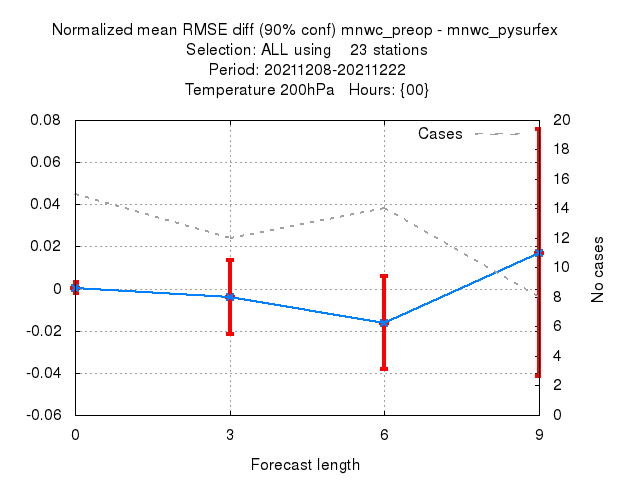 Normalized mean RMSE diff (90% conf) mnwc_preop - mnwc_pysurfex
Selection: ALL using    23 stations
Period: 20211208-20211222
Temperature 200hPa   Hours: {00}
Cases
0.08
0.06
0.04
0.02
0
-0.02
-0.04
-0.06
20
18
16
14
12
10
8
6
4
2
0
No cases
0 3 6 9
Forecast length